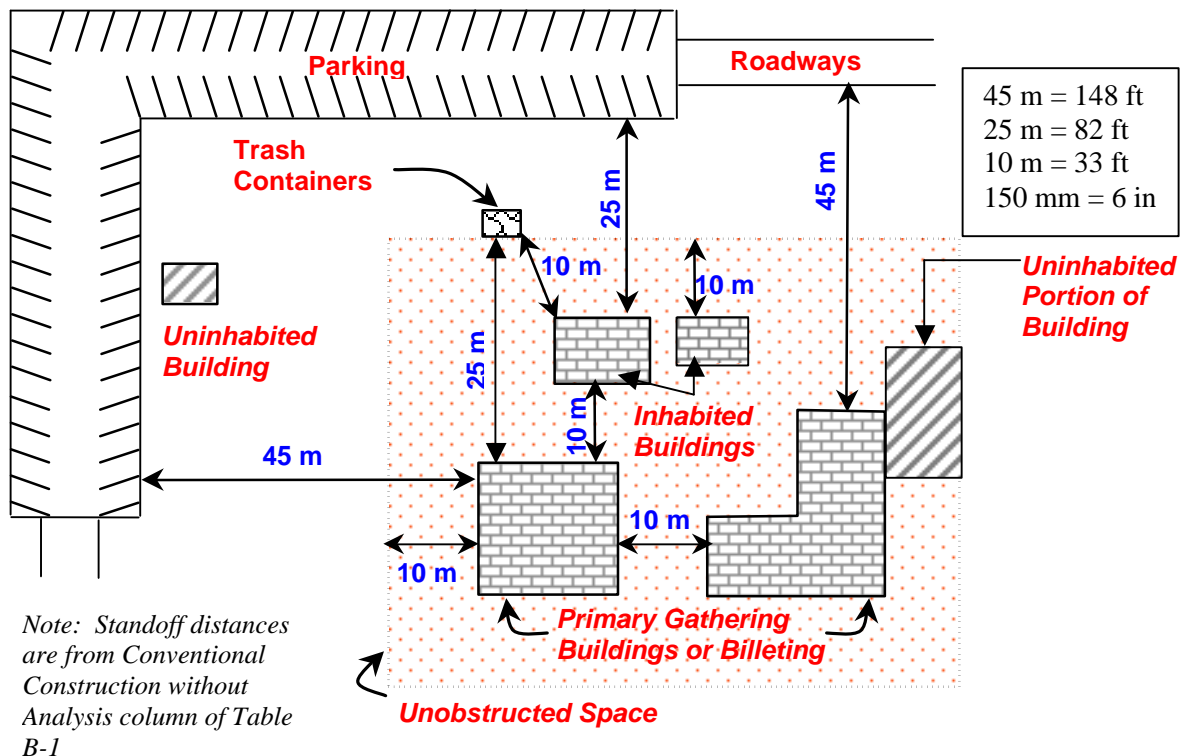 Parking
Roadways
45 m = 148 ft
25 m = 82 ft
10 m = 33 ft
150 mm = 6 in
Trash
Containers
25 m
45 m
10 m
10 m
Uninhabited
Portion of
Building
Uninhabited
Building
25 m
10 m
Inhabited
Buildings
45 m
10 m
10 m
Primary Gathering
Buildings or Billeting
Note: Standoff distances
are from Conventional
Construction without
Analysis column of Table
B-1
Unobstructed Space